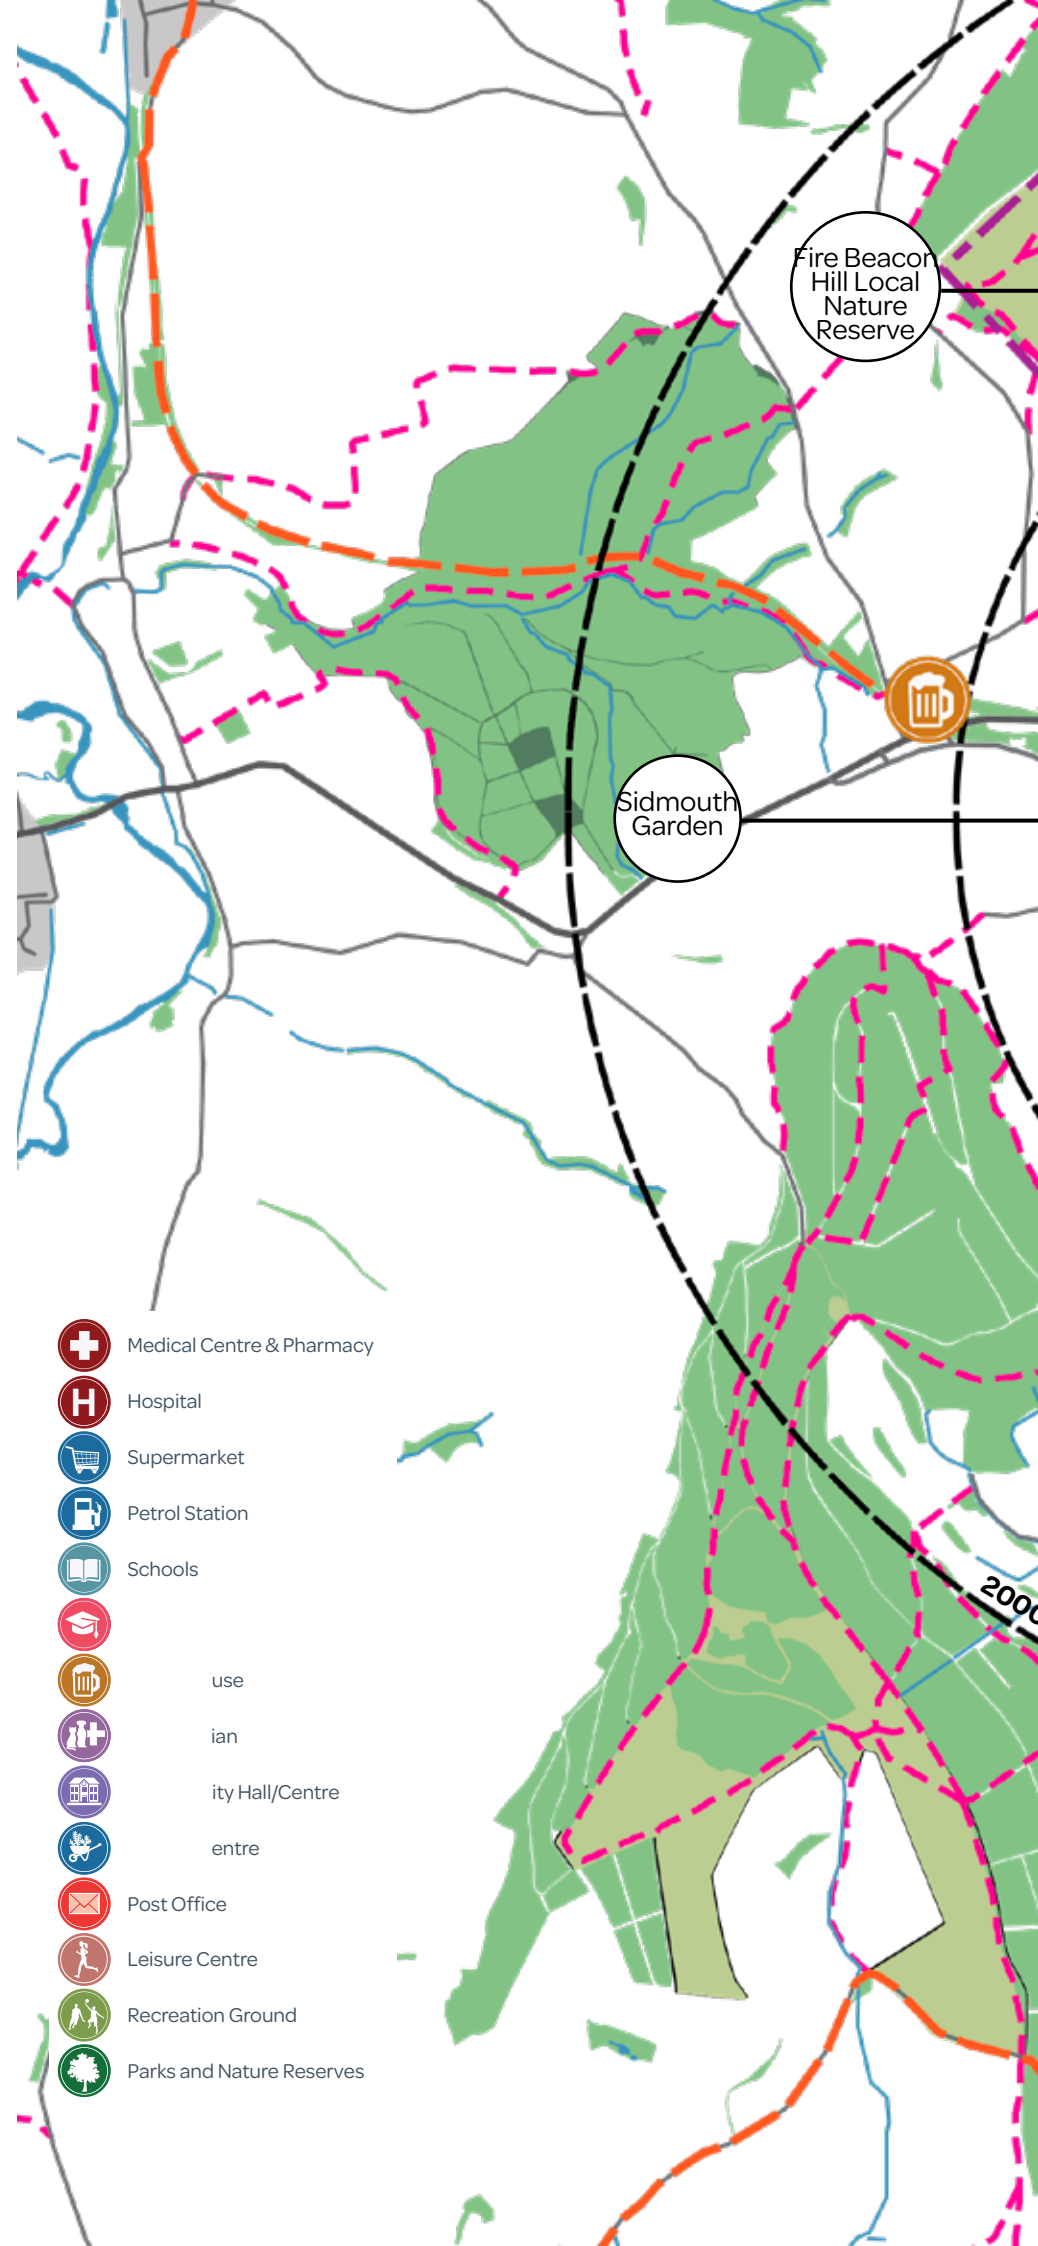 Fire Beacon
Hill Local
Nature
Reserve
Sidmouth
Garden
Medical Centre & Pharmacy
H
Hospital
Supermarket
Petrol Station
Schools
use
ian
ity Hall/Centre
entre
Post Office
Leisure Centre
Recreation Ground
Parks and Nature Reserves
2000